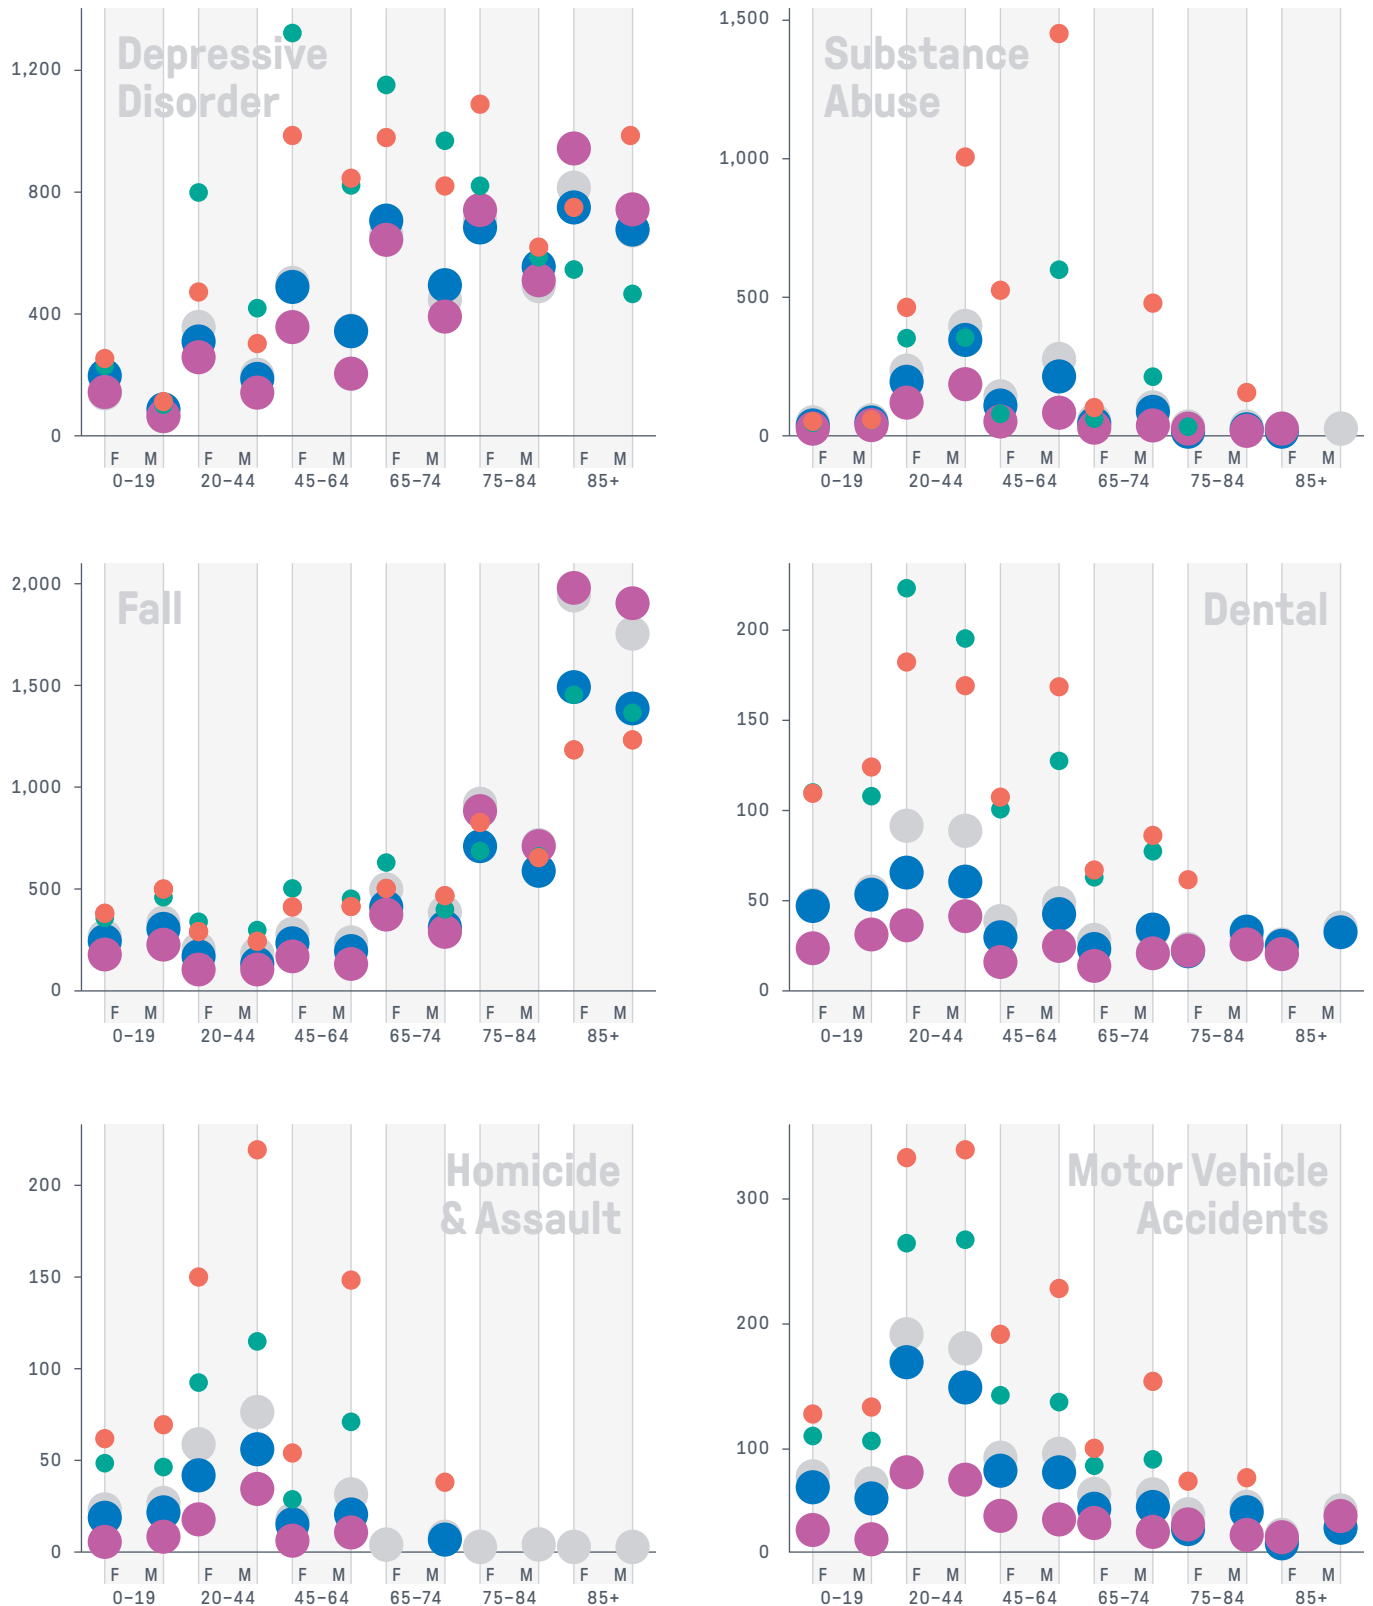 Depressive
Disorder
1,200
800
400
0
F M F M F M F M F M F M
0–19 20–44 45–64 65–74 75–84 85+
Substance
Abuse
1,500
1,000
500
0
F M F M F M F M F M F M
0–19 20–44 45–64 65–74 75–84 85+
Fall
2,000
1,500
1,000
500
0
F M F M F M F M F M F M
0–19 20–44 45–64 65–74 75–84 85+
Dental
200
150
100
50
0
F M F M F M F M F M F M
0–19 20–44 45–64 65–74 75–84 85+
Homicide
& Assault
200
150
100
50
0
F M F M F M F M F M F M
0–19 20–44 45–64 65–74 75–84 85+
Motor Vehicle
Accidents
300
200
100
0
F M F M F M F M F M F M
0–19 20–44 45–64 65–74 75–84 85+